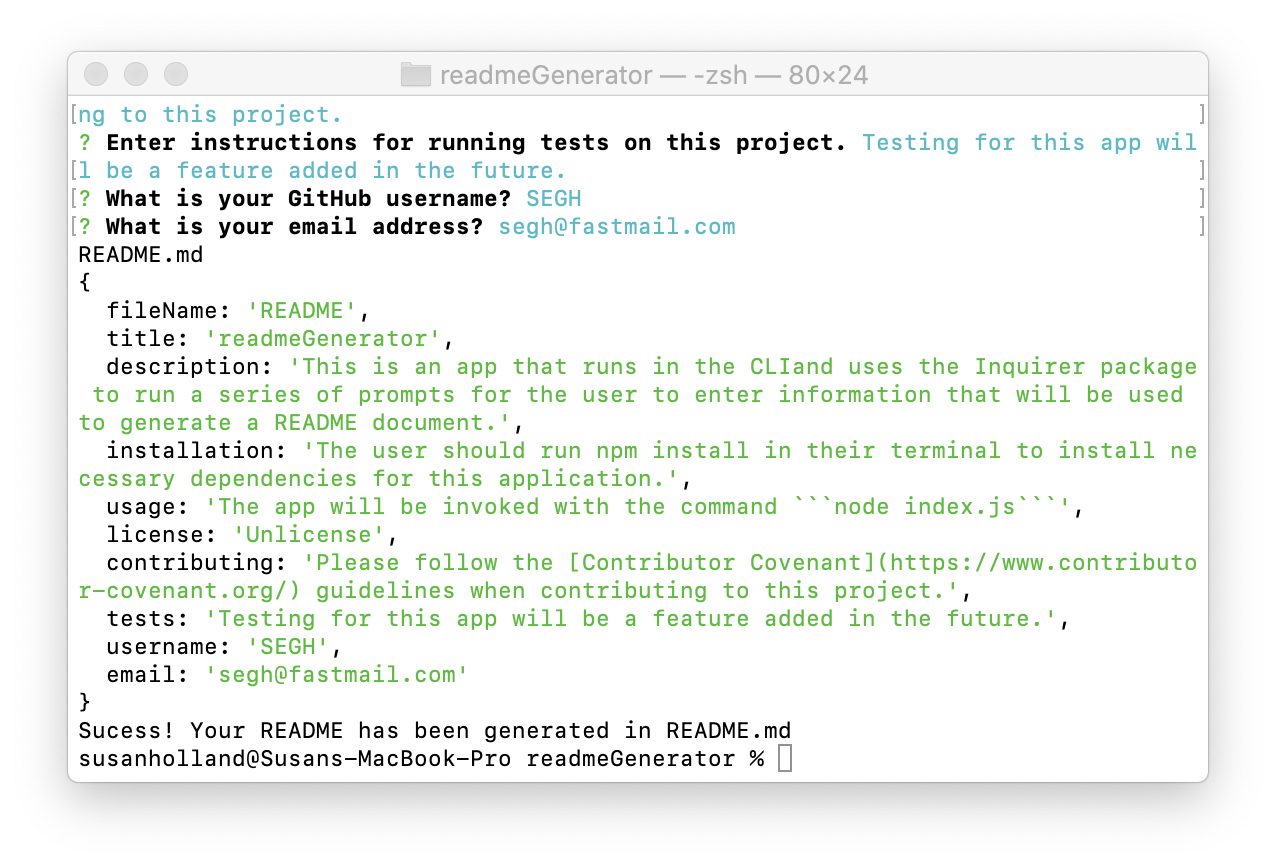 readmeGenerator — -zsh — 80×24
[ng to this project. ]
? Enter instructions for running tests on this project. Testing for this app wil
[l be a feature added in the future. ]
[? What is your GitHub username? SEGH ]
[? What is your email address? segh@fastmail.com ]
README.md
{
  fileName: 'README',
  title: 'readmeGenerator',
  description: 'This is an app that runs in the CLIand uses the Inquirer package
 to run a series of prompts for the user to enter information that will be used
to generate a README document.',
  installation: 'The user should run npm install in their terminal to install ne
cessary dependencies for this application.',
  usage: 'The app will be invoked with the command ```node index.js```',
  license: 'Unlicense',
  contributing: 'Please follow the [Contributor Covenant](https://www.contributo
r-covenant.org/) guidelines when contributing to this project.',
  tests: 'Testing for this app will be a feature added in the future.',
  username: 'SEGH',
  email: 'segh@fastmail.com'
}
Sucess! Your README has been generated in README.md
susanholland@Susans-MacBook-Pro readmeGenerator %